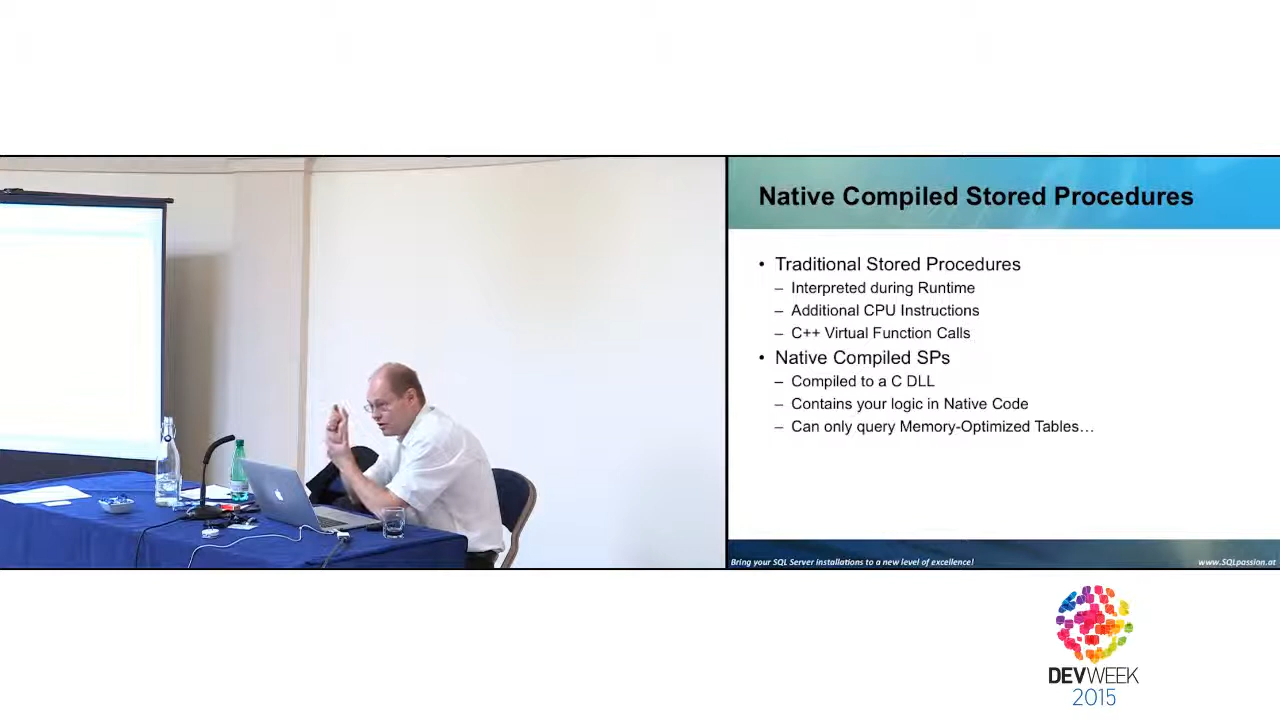 Native Compiled Stored Procedures
• Traditional Stored Procedures
– Interpreted during Runtime
– Additional CPU Instructions
– C++ Virtual Function Calls
• Native Compiled SPs
– Compiled to a C DLL
– Contains your logic in Native Code
– Can only query Memory-Optimized Tables…
Bring your SQL Server installations to a new level of excellence!
www.SQLpassion.at
DEVWEEK
2015